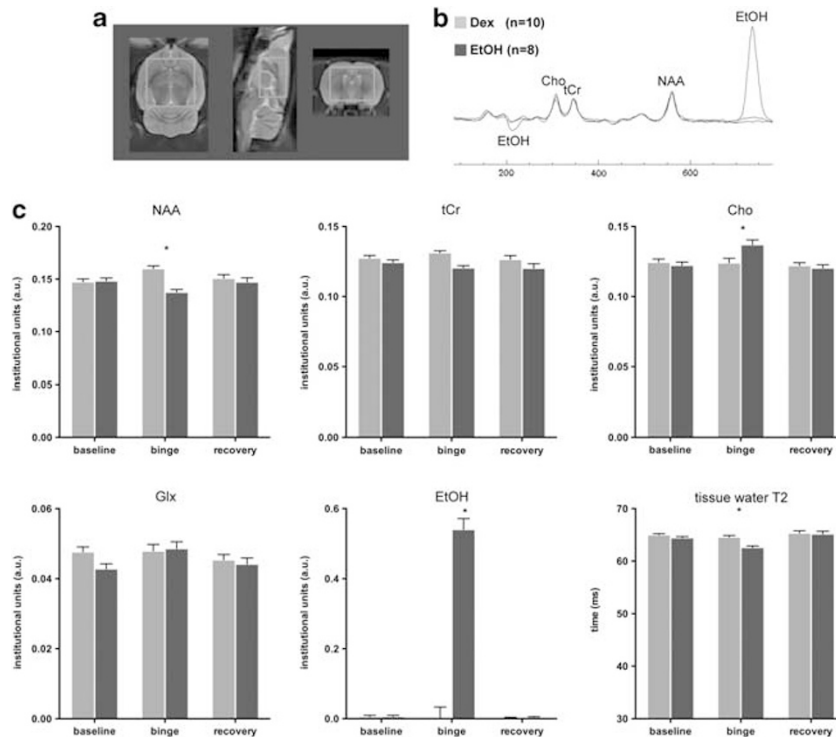 a
b
Dex (n=10)
EtOH (n=8)
EtOH
Cho
tCr
NAA
EtOH
200
400
600
c
NAA
institutional units (a.u.)
0.20
0.15
0.10
0.05
0.00
*
baseline
binge
recovery
tCr
institutional units (a.u.)
0.15
0.10
0.05
0.00
baseline
binge
recovery
Cho
institutional units (a.u.)
0.15
0.10
0.05
0.00
*
baseline
binge
recovery
Glx
institutional units (a.u.)
0.06
0.04
0.02
0.00
baseline
binge
recovery
EtOH
institutional units (a.u.)
0.6
0.4
0.2
0.0
*
baseline
binge
recovery
tissue water T2
time (ms)
70
60
50
40
30
*
baseline
binge
recovery